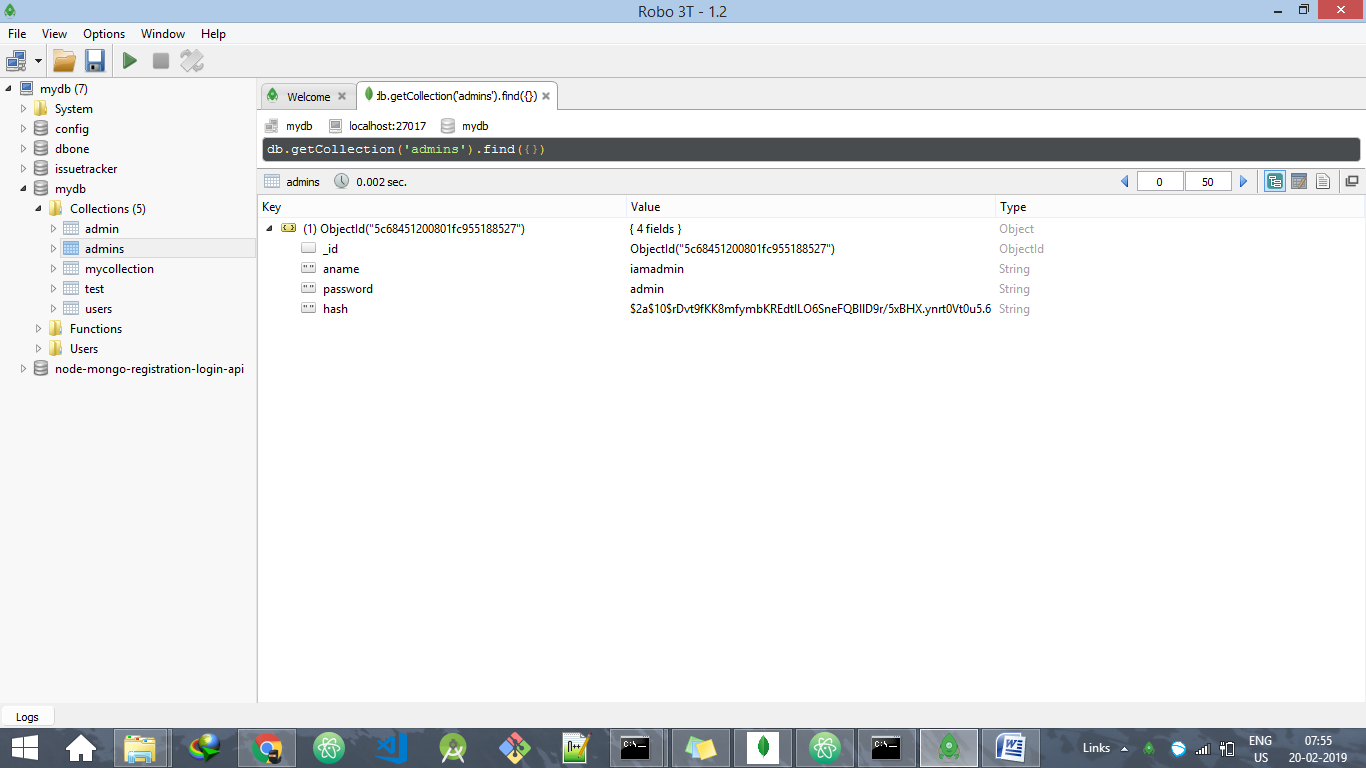 Robo 3T - 1.2
File View Options Window Help
mydb (7)
System
config
dbone
issuetracker
mydb
Collections (5)
admin
admins
mycollection
test
users
Functions
Users
node-mongo-registration-login-api
Welcome
db.getCollection('admins').find({})
mydb localhost:27017 mydb
db.getCollection('admins').find({})
admins 0.002 sec. 0 50
Key Value Type
(1) ObjectId("5c68451200801fc955188527") { 4 fields } Object
_id ObjectId("5c68451200801fc955188527") ObjectId
aname iamadmin String
password admin String
hash $2a$10$rDvt9fKK8mfymbKREdtILO6SneFQBIID9r/5xBHX.ynrt0Vt0u5.6 String
Logs
Links ENG 07:55
US 20-02-2019